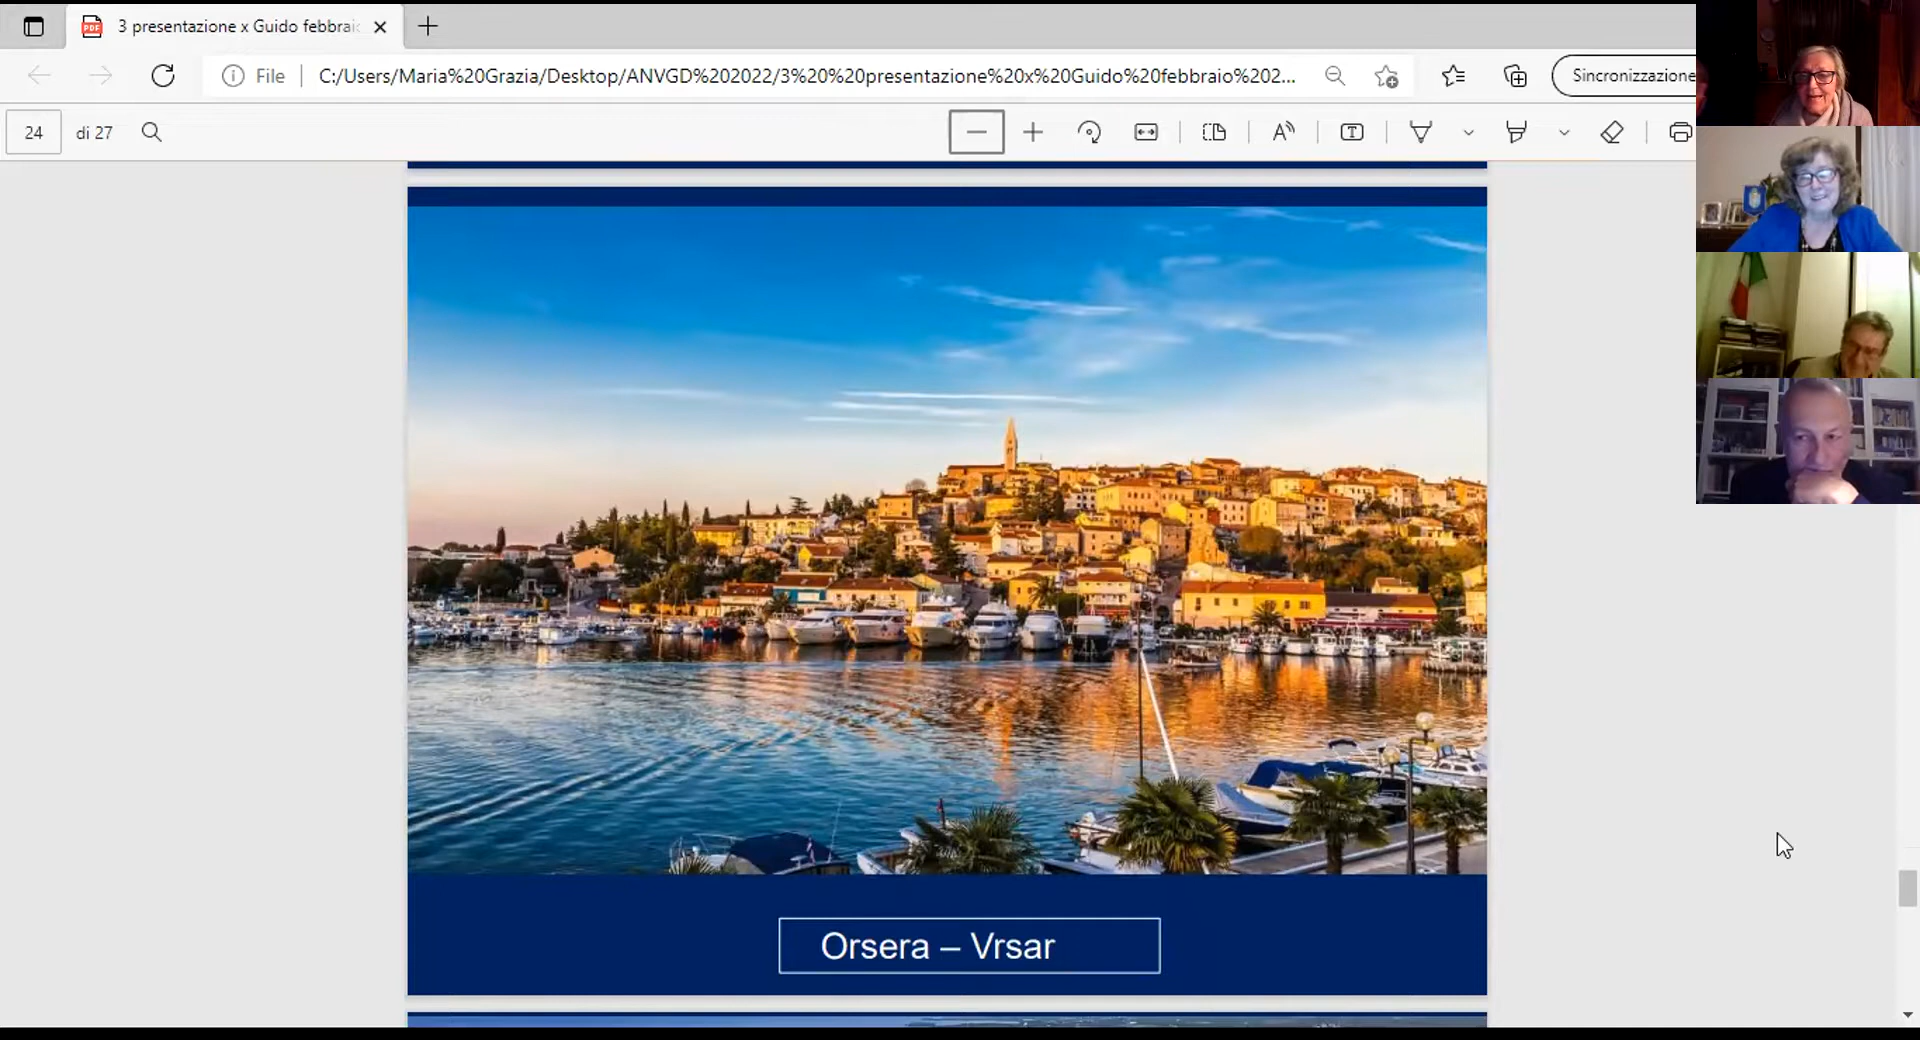 3 presentazione x Guido febbraio
File
C:/Users/Maria%20Grazia/Desktop/ANVGD%202022/3%20%20presentazione%20x%20Guido%20febbraio%202...
Sincronizzazione
24
di 27
Orsera – Vrsar